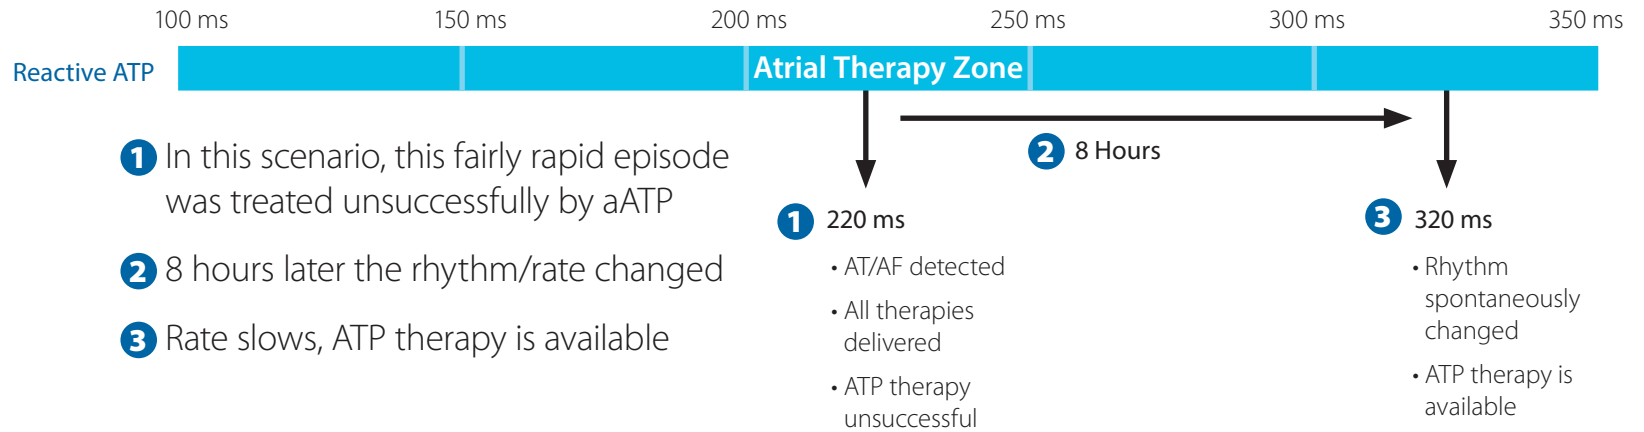 100 ms 150 ms 200 ms 250 ms 300 ms 350 ms
Reactive ATP
Atrial Therapy Zone
1 In this scenario, this fairly rapid episode
was treated unsuccessfully by aATP
2 8 hours later the rhythm/rate changed
3 Rate slows, ATP therapy is available
2 8 Hours
1 220 ms
• AT/AF detected
• All therapies
delivered
• ATP therapy
unsuccessful
3 320 ms
• Rhythm
spontaneously
changed
• ATP therapy is
available